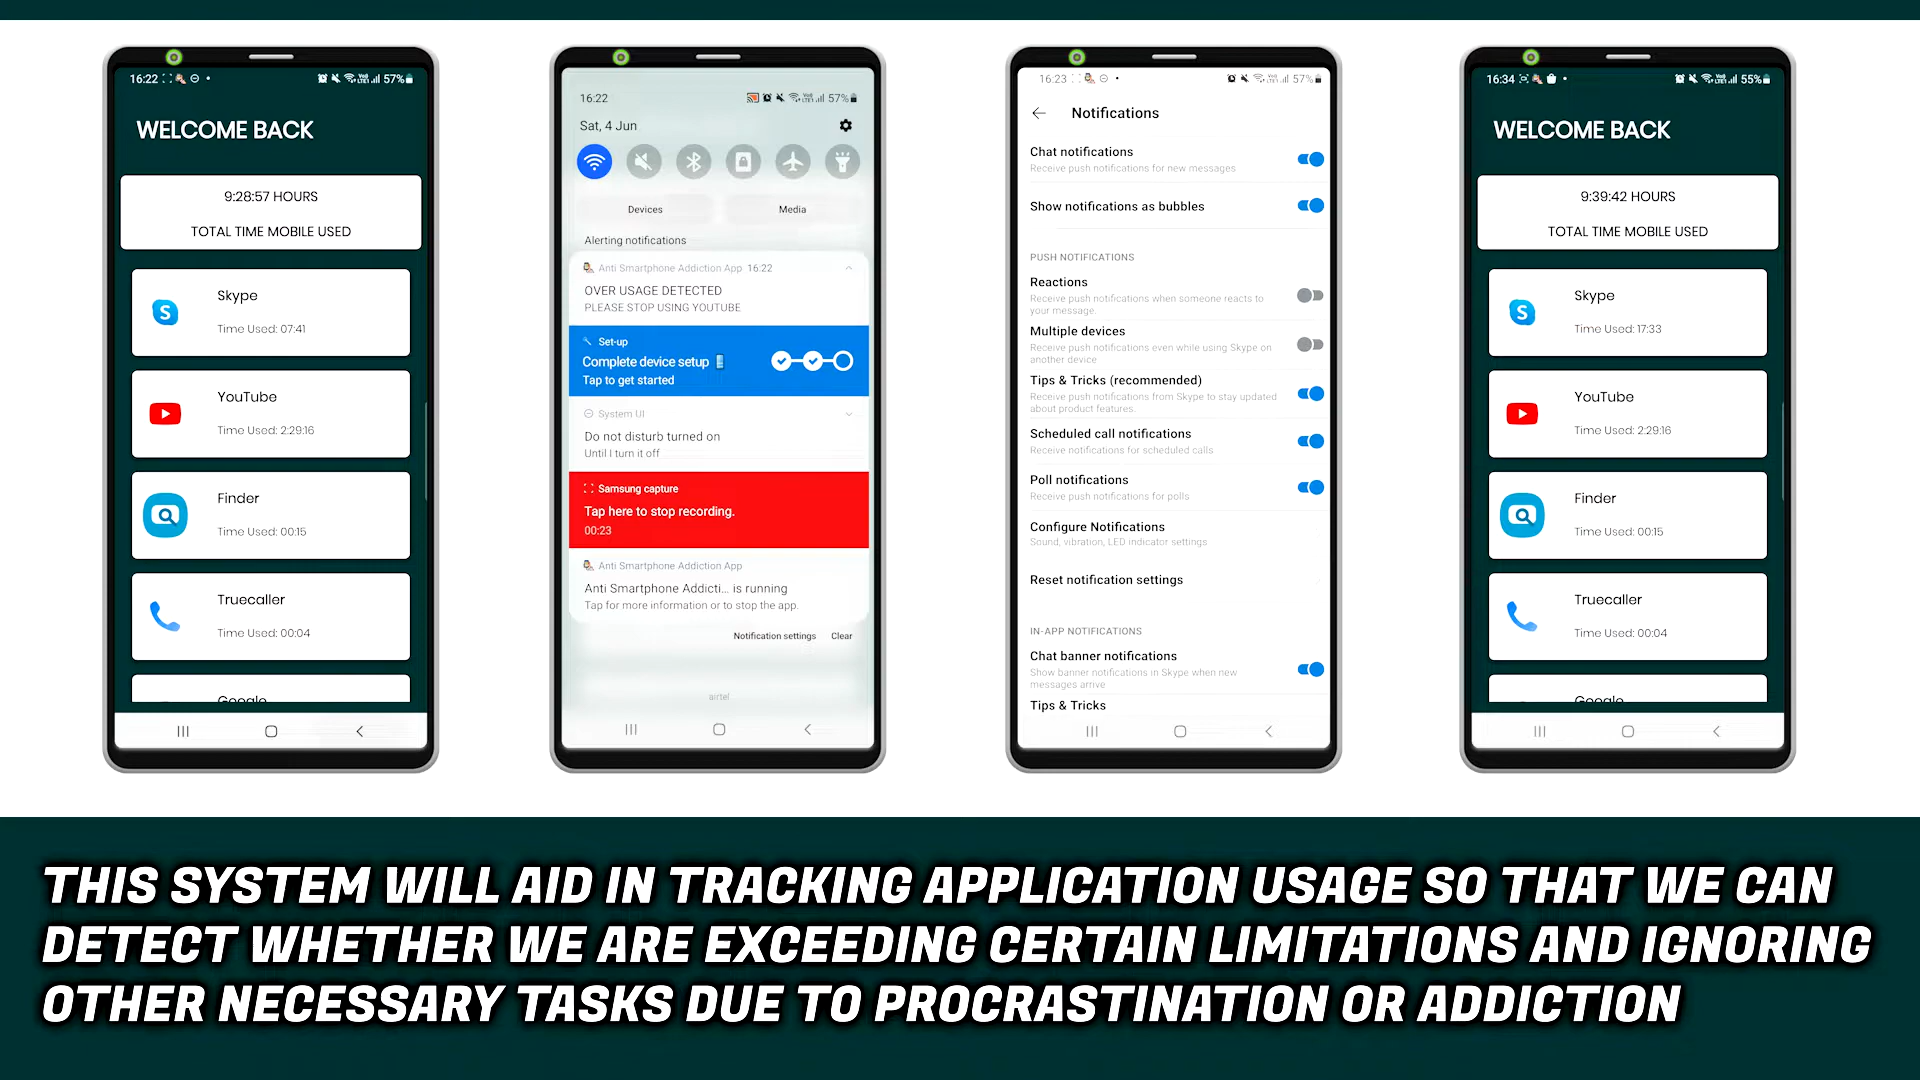 16:22
57%
WELCOME BACK
9:28:57 HOURS
TOTAL TIME MOBILE USED
Skype
Time Used: 07:41
YouTube
Time Used: 2:29:16
Finder
Time Used: 00:15
Truecaller
Time Used: 00:04
Google
16:22
57%
Sat, 4 Jun
Devices
Media
Alerting notifications
Anti Smartphone Addiction App 16:22
OVER USAGE DETECTED
PLEASE STOP USING YOUTUBE
Set-up
Complete device setup
Tap to get started
System UI
Do not disturb turned on
Until I turn it off
Samsung capture
Tap here to stop recording.
00:23
Anti Smartphone Addiction App
Anti Smartphone Addicti... is running
Tap for more information or to stop the app.
Notification settings
Clear
airtel
16:23
57%
Notifications
Chat notifications
Receive push notifications for new messages
Show notifications as bubbles
PUSH NOTIFICATIONS
Reactions
Receive push notifications when someone reacts to
your message.
Multiple devices
Receive push notifications even while using Skype on
another device
Tips & Tricks (recommended)
Receive push notifications from Skype to stay updated
about product features.
Scheduled call notifications
Receive notifications for scheduled calls
Poll notifications
Receive push notifications for polls
Configure Notifications
Sound, vibration, LED indicator settings
Reset notification settings
IN-APP NOTIFICATIONS
Chat banner notifications
Show banner notifications in Skype when new
messages arrive
Tips & Tricks
16:34
55%
WELCOME BACK
9:39:42 HOURS
TOTAL TIME MOBILE USED
Skype
Time Used: 17:33
YouTube
Time Used: 2:29:16
Finder
Time Used: 00:15
Truecaller
Time Used: 00:04
Google
THIS SYSTEM WILL AID IN TRACKING APPLICATION USAGE SO THAT WE CAN
DETECT WHETHER WE ARE EXCEEDING CERTAIN LIMITATIONS AND IGNORING
OTHER NECESSARY TASKS DUE TO PROCRASTINATION OR ADDICTION